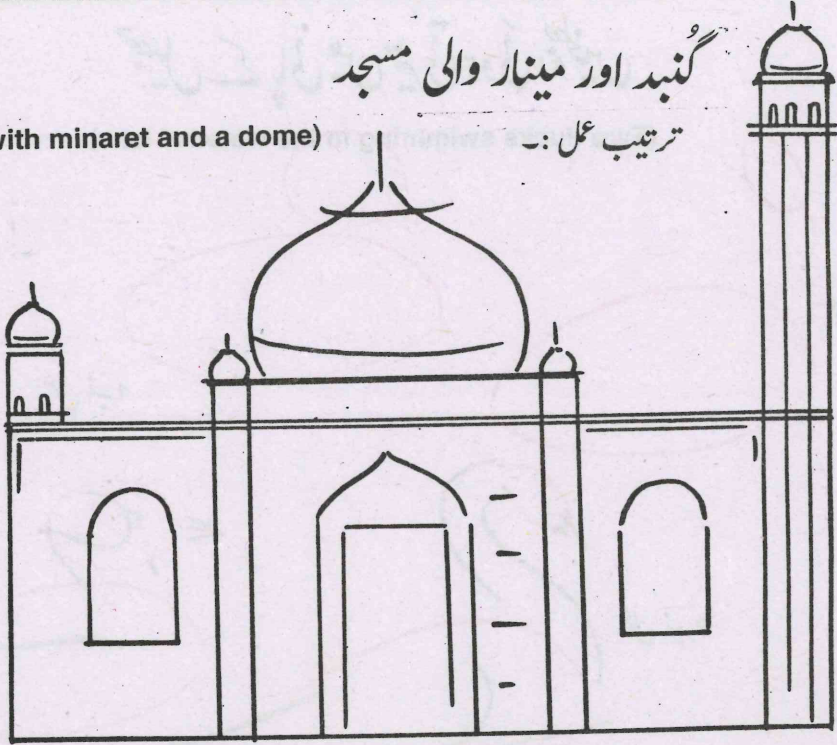 گُنبد اور مینار والی مسجد
ترتیب عمل :۔
with minaret and a dome)